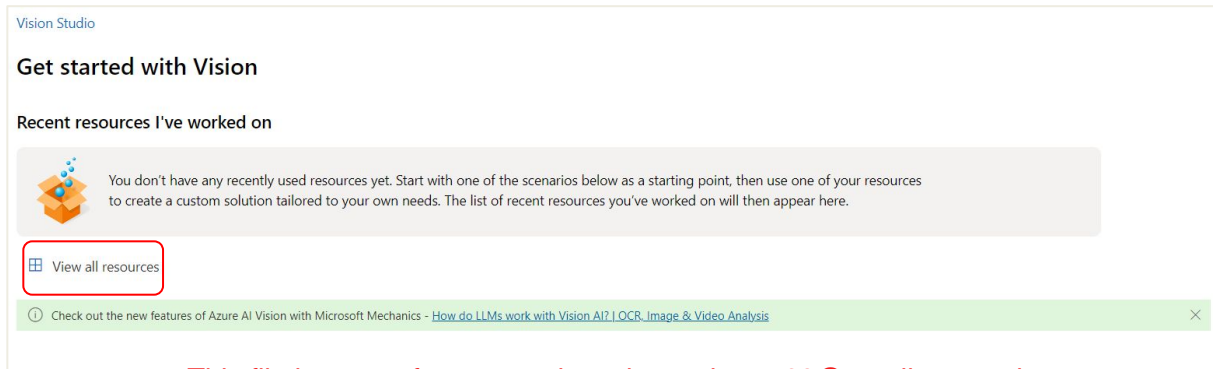 Vision Studio
Get started with Vision
Recent resources I've worked on
You don't have any recently used resources yet. Start with one of the scenarios below as a starting point, then use one of your resources
to create a custom solution tailored to your own needs. The list of recent resources you've worked on will then appear here.
View all resources
Check out the new features of Azure AI Vision with Microsoft Mechanics - How do LLMs work with Vision AI? | OCR, Image & Video Analysis